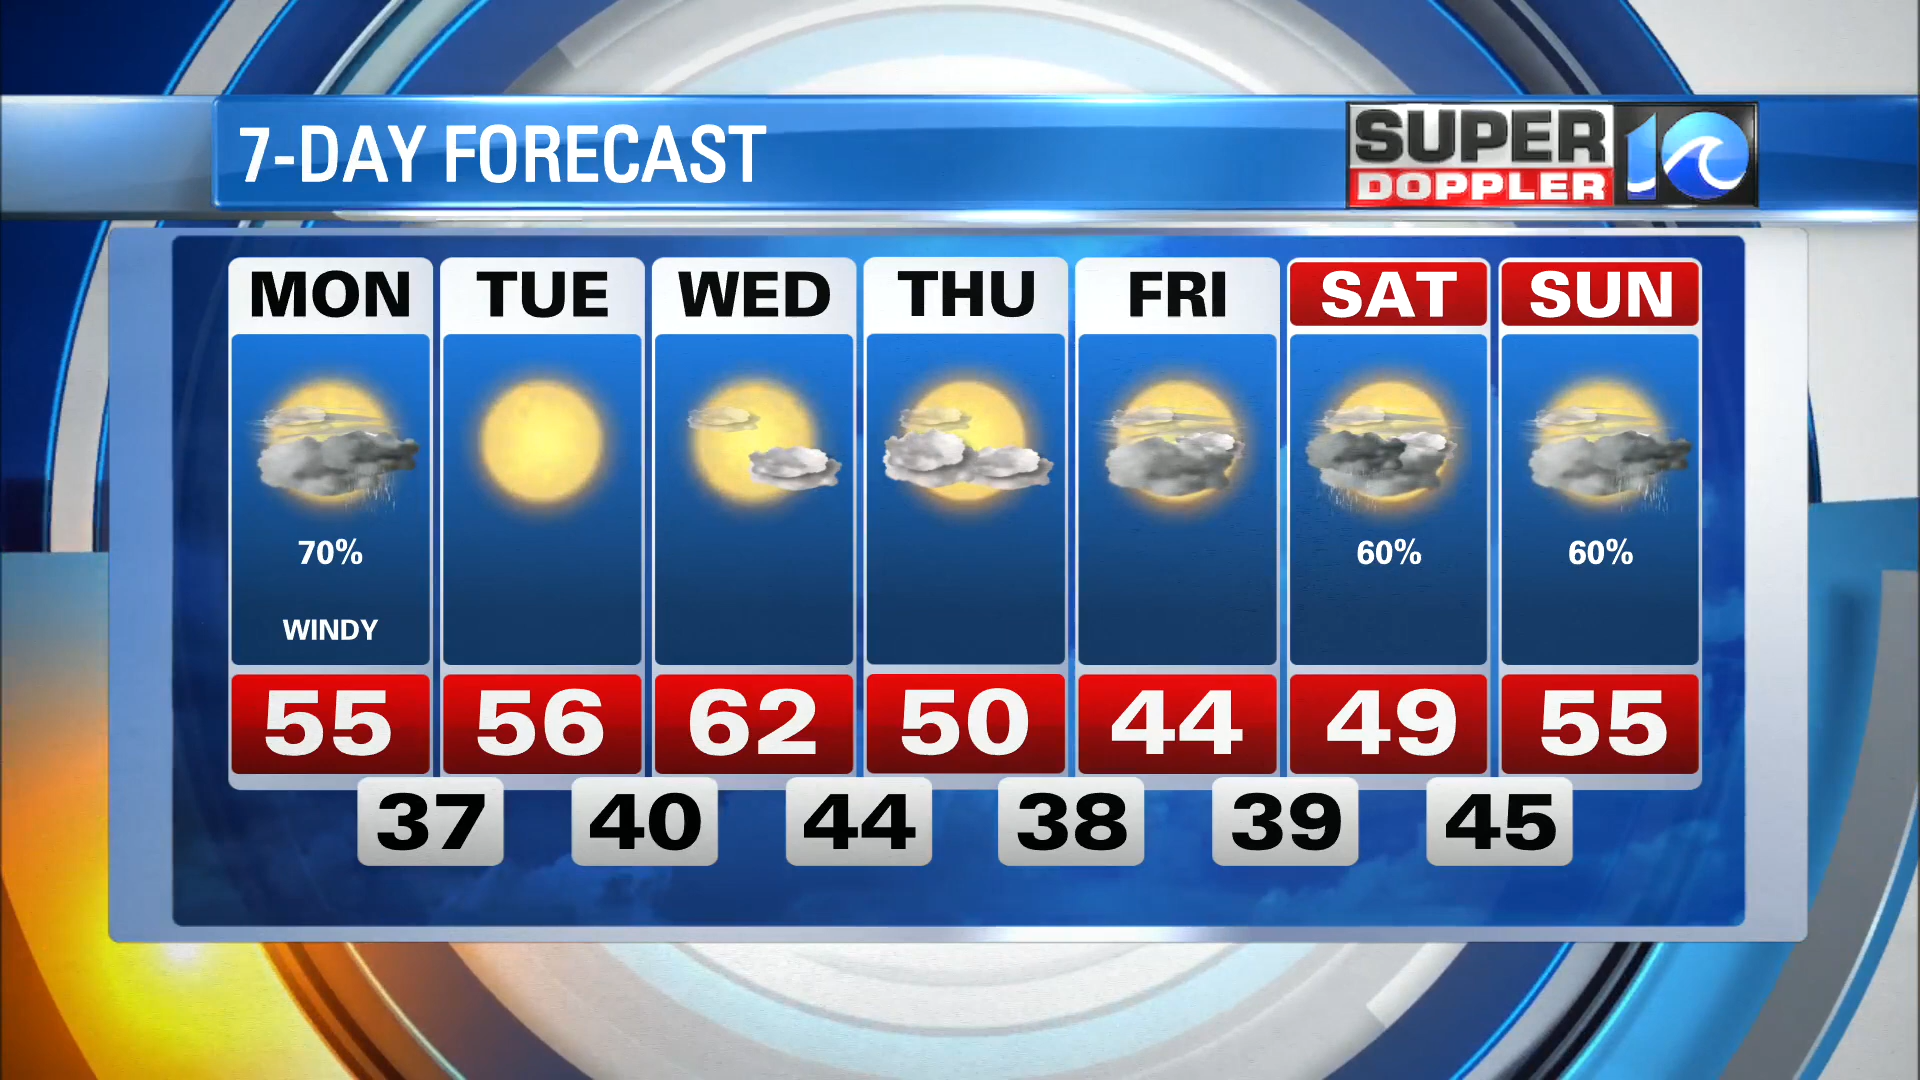 7-DAY FORECAST
SUPER
DOPPLER
10
MON TUE WED THU FRI SAT SUN
70% 60% 60%
WINDY
55 56 62 50 44 49 55
37 40 44 38 39 45